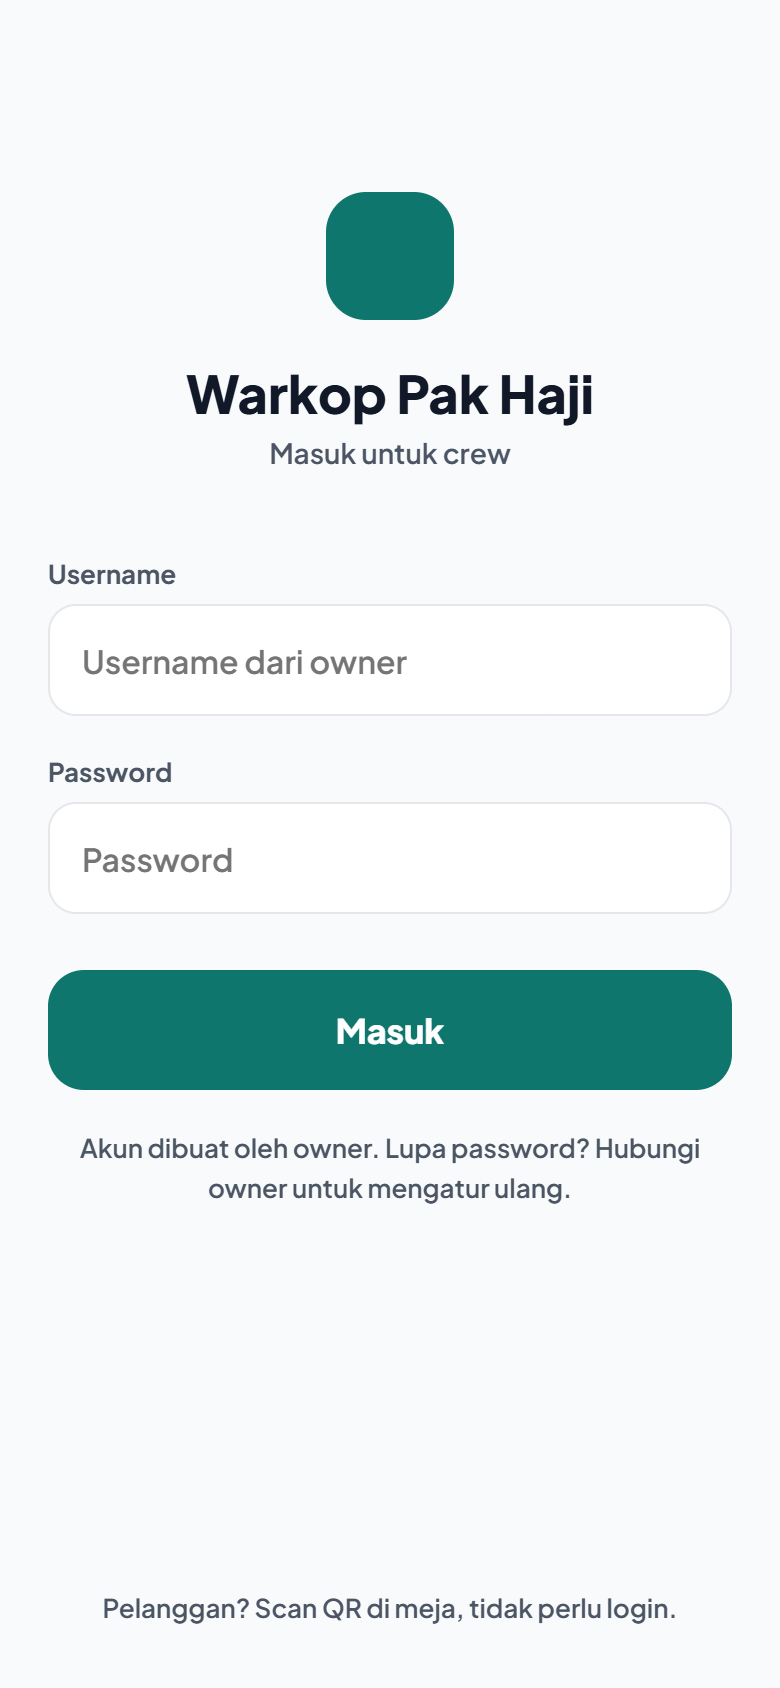 Warkop Pak Haji
Masuk untuk crew
Username
Username dari owner
Password
Password
Masuk
Akun dibuat oleh owner. Lupa password? Hubungi
owner untuk mengatur ulang.
Pelanggan? Scan QR di meja, tidak perlu login.